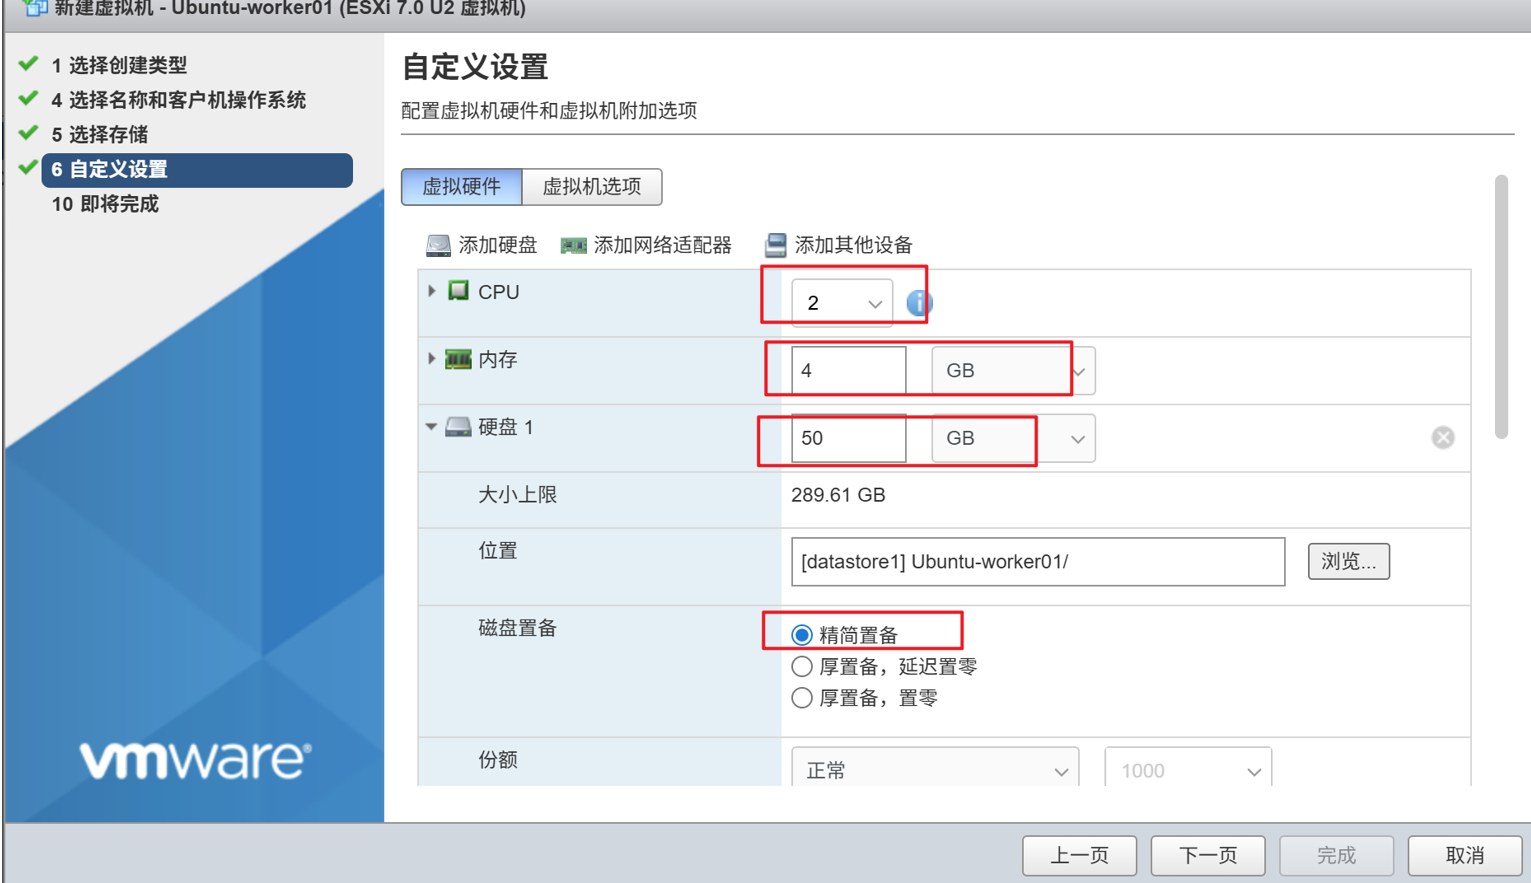 新建虚拟机 - Ubuntu-worker01 (ESXi 7.0 U2 虚拟机)
1 选择创建类型
4 选择名称和客户机操作系统
5 选择存储
6 自定义设置
10 即将完成
vmware®
自定义设置
配置虚拟机硬件和虚拟机附加选项
虚拟硬件 虚拟机选项
添加硬盘 添加网络适配器 添加其他设备
CPU 2
内存 4 GB
硬盘 1 50 GB
大小上限 289.61 GB
位置 [datastore1] Ubuntu-worker01/ 浏览...
磁盘置备 精简置备
厚置备，延迟置零
厚置备，置零
份额 正常 1000
上一页 下一页 完成 取消